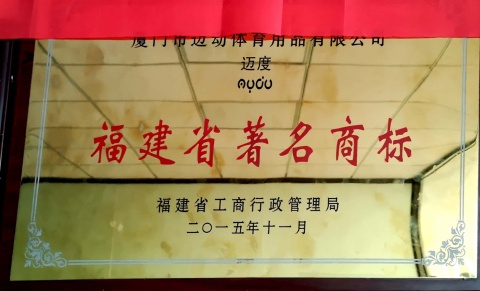 厦门市迈动体育用品有限公司
迈度
福建省著名商标
福建省工商行政管理局
二〇一五年十一月